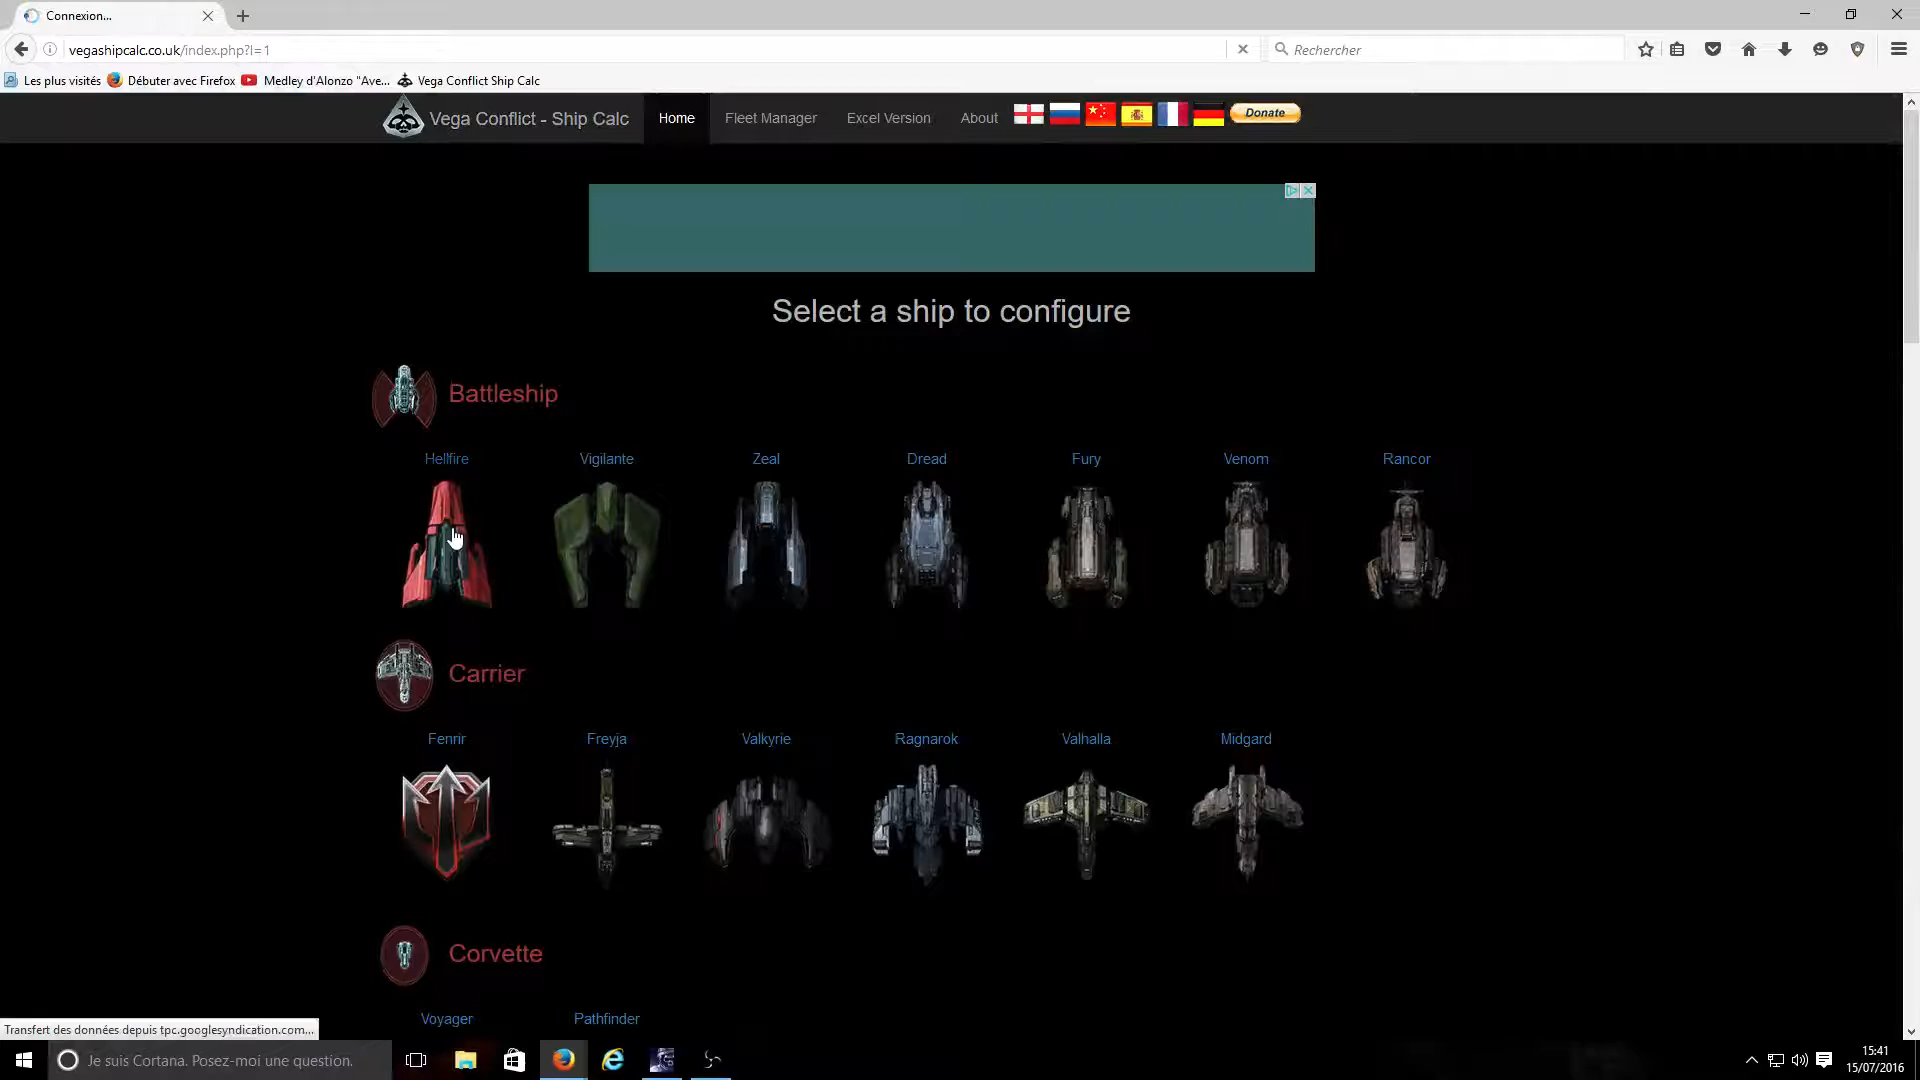 Connexion...
vegashipcalc.co.uk/index.php?l=1
Rechercher
Les plus visités
Débuter avec Firefox
Medley d'Alonzo "Ave...
Vega Conflict Ship Calc
Vega Conflict - Ship Calc
Home
Fleet Manager
Excel Version
About
Donate
Select a ship to configure
Battleship
Hellfire
Vigilante
Zeal
Dread
Fury
Venom
Rancor
Carrier
Fenrir
Freyja
Valkyrie
Ragnarok
Valhalla
Midgard
Corvette
Voyager
Pathfinder
Transfert des données depuis tpc.googlesyndication.com...
Je suis Cortana. Posez-moi une question.
15:41
15/07/2016